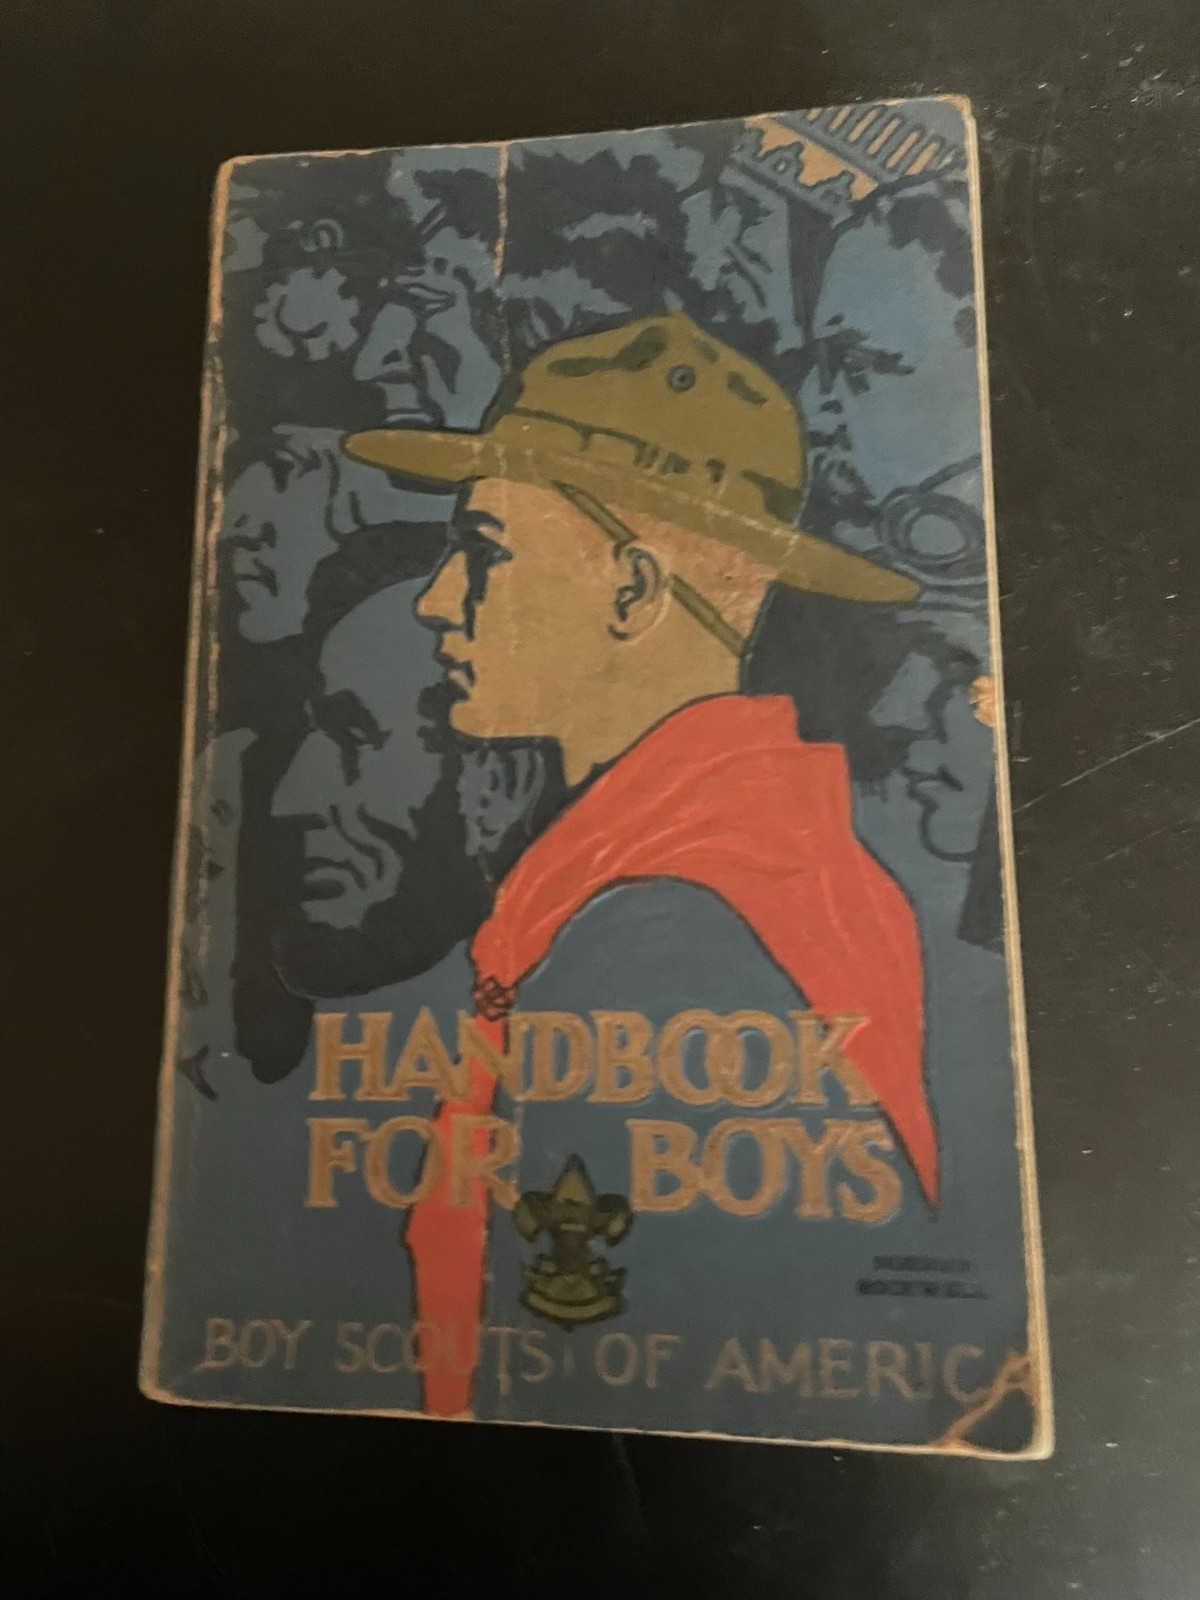 HANDBOOK
FOR BOYS
NORMAN
ROCKWELL
BOY SCOUTS OF AMERICA